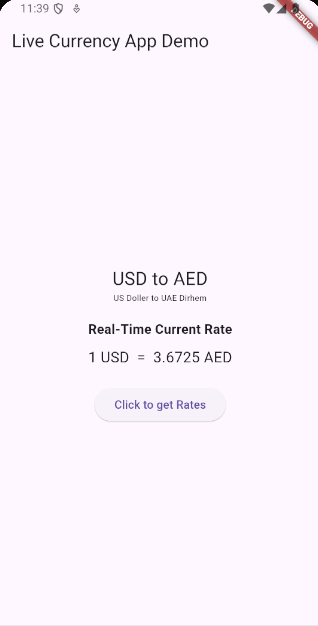 11:39
Live Currency App Demo
USD to AED
US Doller to UAE Dirhem
Real-Time Current Rate
1 USD = 3.6725 AED
Click to get Rates